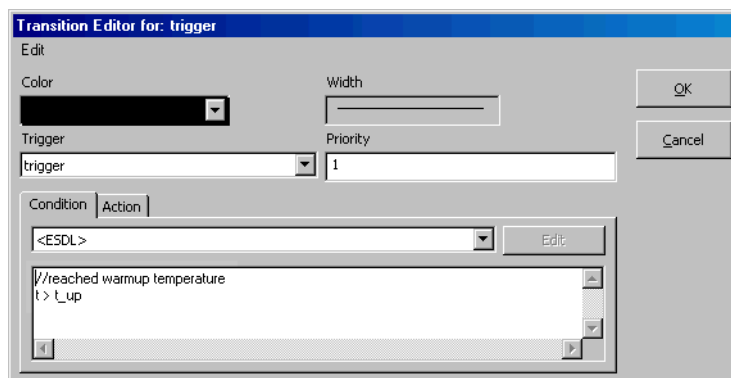 Transition Editor for: trigger
Edit
Color
Width
OK
Trigger
Priority
Cancel
trigger
1
Condition
Action
<ESDL>
Edit
//reached warmup temperature
t > t_up